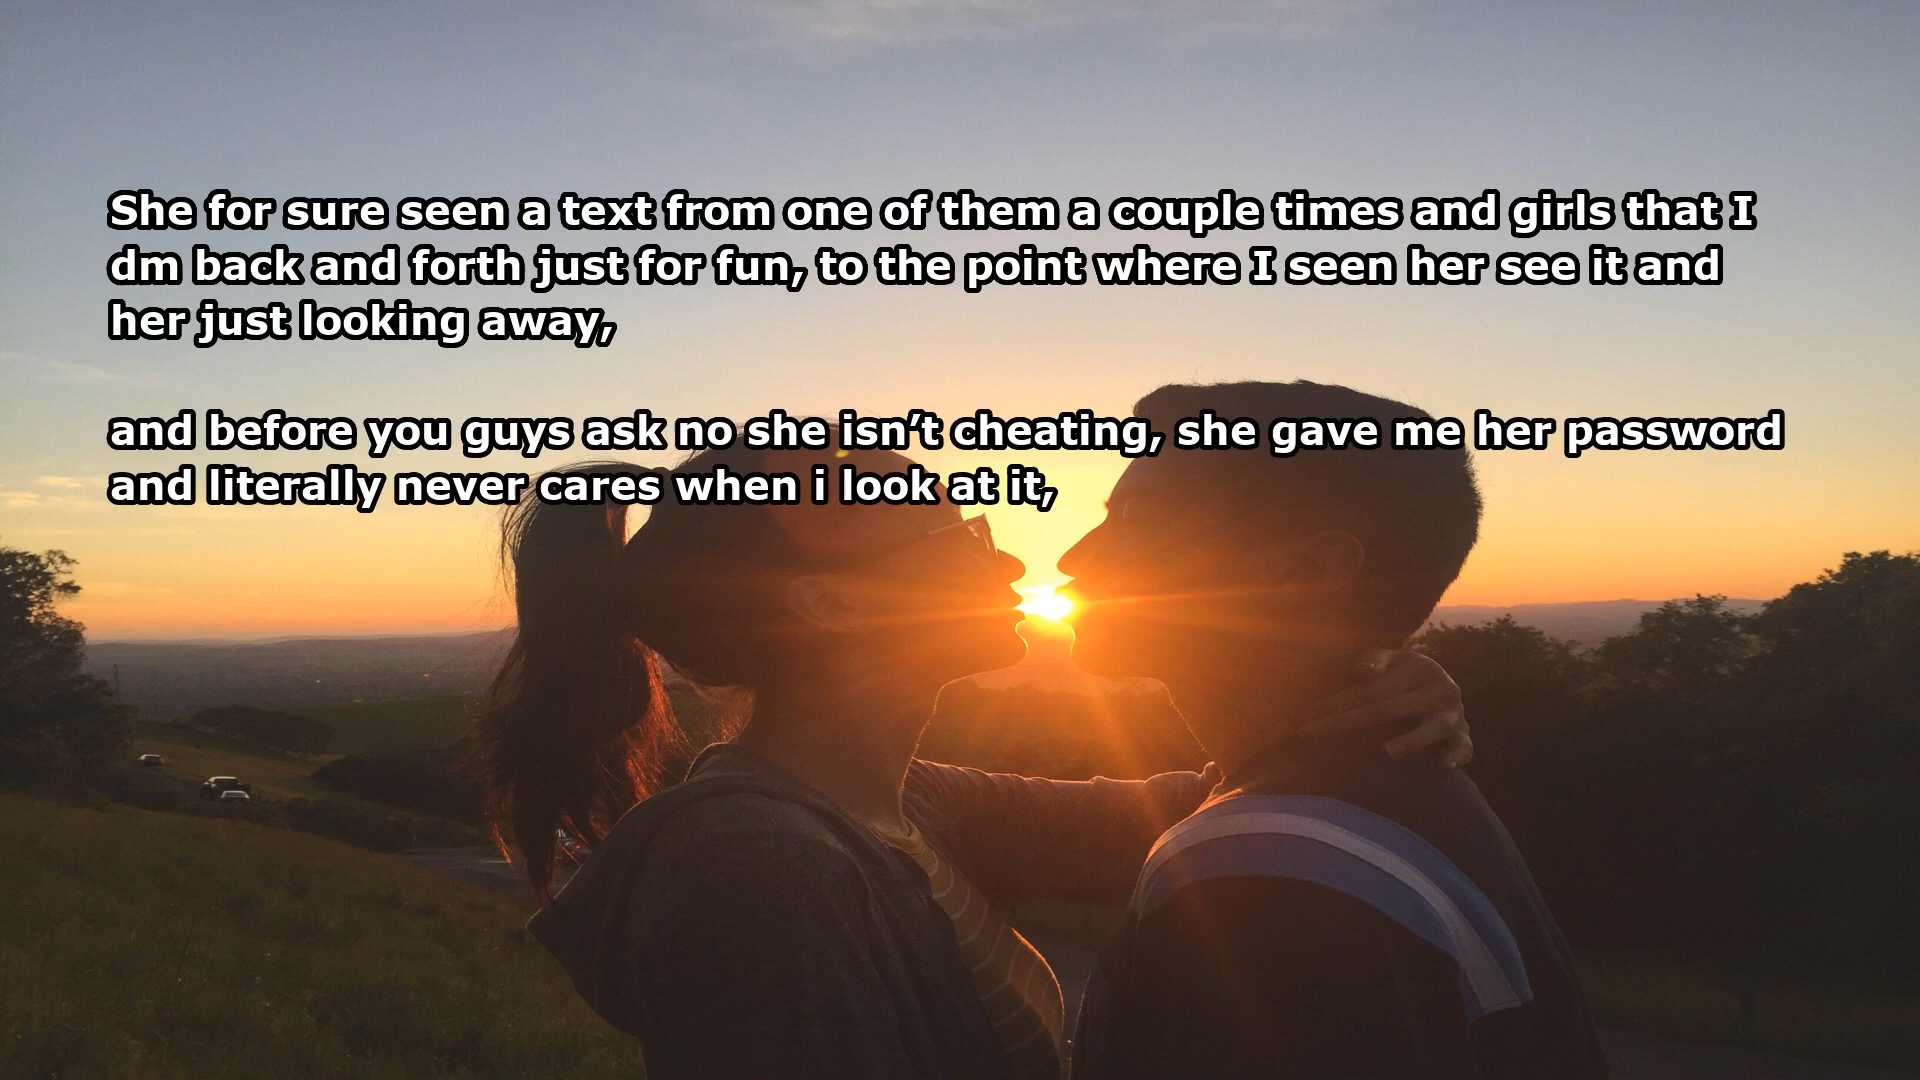 She for sure seen a text from one of them a couple times and girls that I
dm back and forth just for fun, to the point where I seen her see it and
her just looking away,
and before you guys ask no she isn’t cheating, she gave me her password
and literally never cares when i look at it,